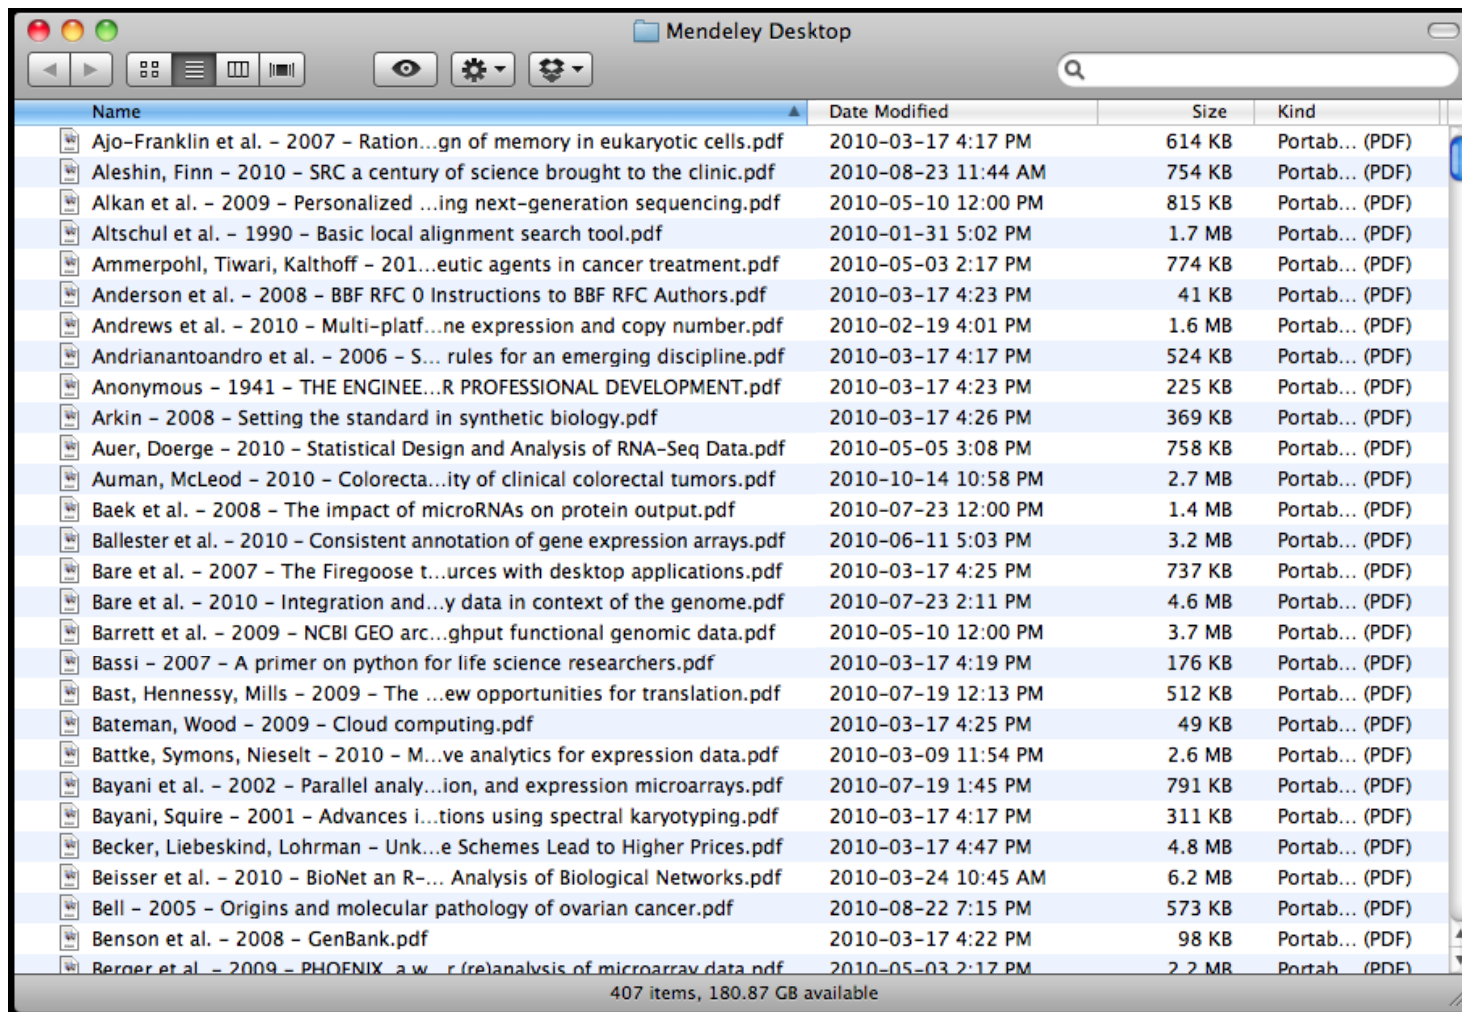 Mendeley Desktop
Name Date Modified Size Kind
Ajo-Franklin et al. - 2007 - Ration...gn of memory in eukaryotic cells.pdf 2010-03-17 4:17 PM 614 KB Portab... (PDF)
Aleshin, Finn - 2010 - SRC a century of science brought to the clinic.pdf 2010-08-23 11:44 AM 754 KB Portab... (PDF)
Alkan et al. - 2009 - Personalized ...ing next-generation sequencing.pdf 2010-05-10 12:00 PM 815 KB Portab... (PDF)
Altschul et al. - 1990 - Basic local alignment search tool.pdf 2010-01-31 5:02 PM 1.7 MB Portab... (PDF)
Ammerpohl, Tiwari, Kalthoff - 201...eutic agents in cancer treatment.pdf 2010-05-03 2:17 PM 774 KB Portab... (PDF)
Anderson et al. - 2008 - BBF RFC 0 Instructions to BBF RFC Authors.pdf 2010-03-17 4:23 PM 41 KB Portab... (PDF)
Andrews et al. - 2010 - Multi-platf...ne expression and copy number.pdf 2010-02-19 4:01 PM 1.6 MB Portab... (PDF)
Andrianantoandro et al. - 2006 - S... rules for an emerging discipline.pdf 2010-03-17 4:17 PM 524 KB Portab... (PDF)
Anonymous - 1941 - THE ENGINEE...R PROFESSIONAL DEVELOPMENT.pdf 2010-03-17 4:23 PM 225 KB Portab... (PDF)
Arkin - 2008 - Setting the standard in synthetic biology.pdf 2010-03-17 4:26 PM 369 KB Portab... (PDF)
Auer, Doerge - 2010 - Statistical Design and Analysis of RNA-Seq Data.pdf 2010-05-05 3:08 PM 758 KB Portab... (PDF)
Auman, McLeod - 2010 - Colorecta...ity of clinical colorectal tumors.pdf 2010-10-14 10:58 PM 2.7 MB Portab... (PDF)
Baek et al. - 2008 - The impact of microRNAs on protein output.pdf 2010-07-23 12:00 PM 1.4 MB Portab... (PDF)
Ballester et al. - 2010 - Consistent annotation of gene expression arrays.pdf 2010-06-11 5:03 PM 3.2 MB Portab... (PDF)
Bare et al. - 2007 - The Firegoose t...urces with desktop applications.pdf 2010-03-17 4:25 PM 737 KB Portab... (PDF)
Bare et al. - 2010 - Integration and...y data in context of the genome.pdf 2010-07-23 2:11 PM 4.6 MB Portab... (PDF)
Barrett et al. - 2009 - NCBI GEO arc...ghput functional genomic data.pdf 2010-05-10 12:00 PM 3.7 MB Portab... (PDF)
Bassi - 2007 - A primer on python for life science researchers.pdf 2010-03-17 4:19 PM 176 KB Portab... (PDF)
Bast, Hennessy, Mills - 2009 - The ...ew opportunities for translation.pdf 2010-07-19 12:13 PM 512 KB Portab... (PDF)
Bateman, Wood - 2009 - Cloud computing.pdf 2010-03-17 4:25 PM 49 KB Portab... (PDF)
Battke, Symons, Nieselt - 2010 - M...ve analytics for expression data.pdf 2010-03-09 11:54 PM 2.6 MB Portab... (PDF)
Bayani et al. - 2002 - Parallel analy...ion, and expression microarrays.pdf 2010-07-19 1:45 PM 791 KB Portab... (PDF)
Bayani, Squire - 2001 - Advances i...tions using spectral karyotyping.pdf 2010-03-17 4:17 PM 311 KB Portab... (PDF)
Becker, Liebeskind, Lohrman - Unk...e Schemes Lead to Higher Prices.pdf 2010-03-17 4:47 PM 4.8 MB Portab... (PDF)
Beisser et al. - 2010 - BioNet an R-... Analysis of Biological Networks.pdf 2010-03-24 10:45 AM 6.2 MB Portab... (PDF)
Bell - 2005 - Origins and molecular pathology of ovarian cancer.pdf 2010-08-22 7:15 PM 573 KB Portab... (PDF)
Benson et al. - 2008 - GenBank.pdf 2010-03-17 4:22 PM 98 KB Portab... (PDF)
Berger et al. - 2009 - PHOENIX a w...r (re)analysis of microarray data.pdf 2010-05-03 2:17 PM 2.2 MB Portab... (PDF)
407 items, 180.87 GB available